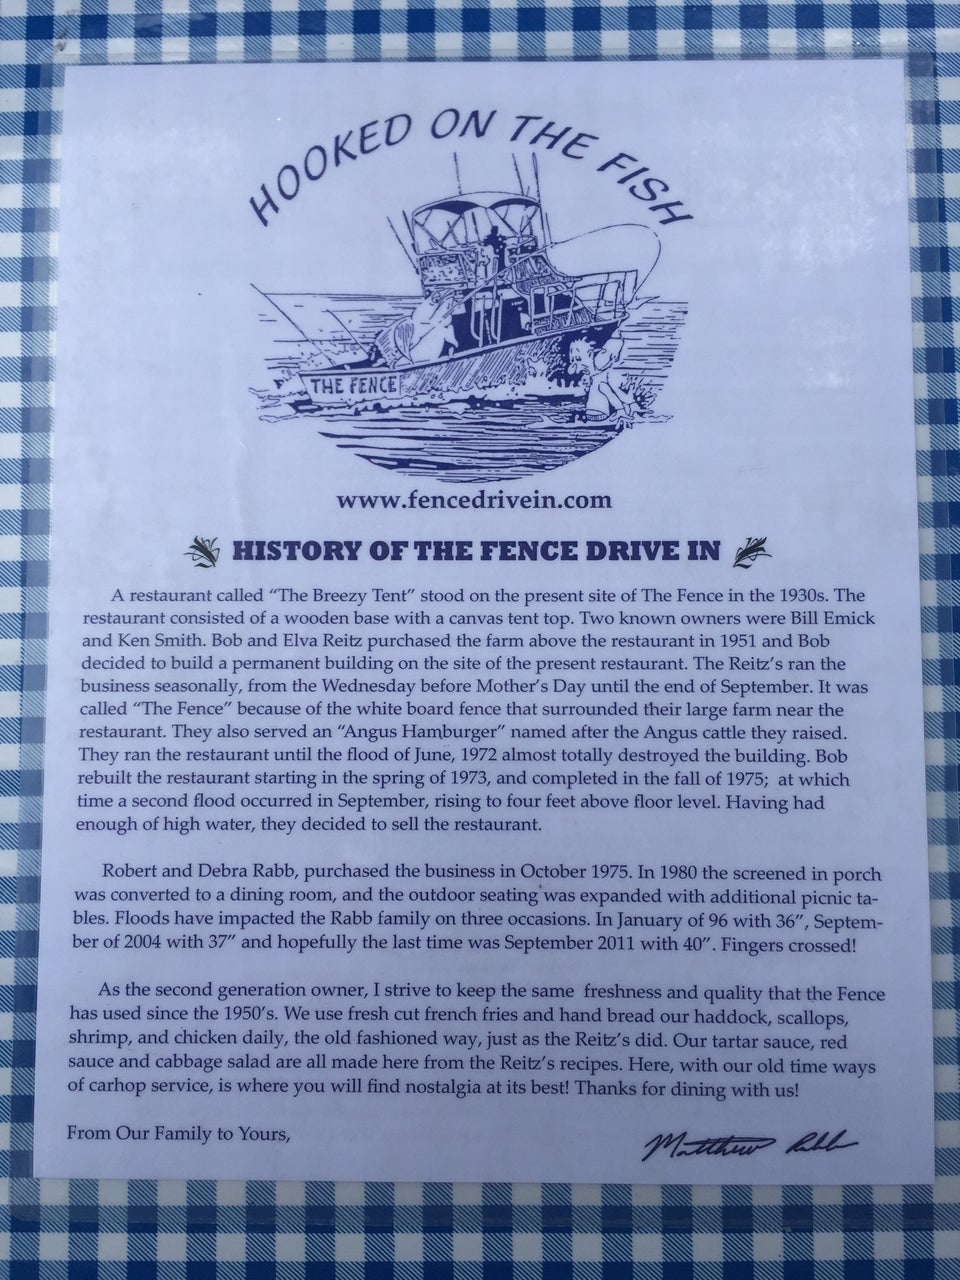 HOOKED ON THE FISH
THE FENCE
www.fencedrivein.com
HISTORY OF THE FENCE DRIVE IN
A restaurant called “The Breezy Tent” stood on the present site of The Fence in the 1930s. The
restaurant consisted of a wooden base with a canvas tent top. Two known owners were Bill Emick
and Ken Smith. Bob and Elva Reitz purchased the farm above the restaurant in 1951 and Bob
decided to build a permanent building on the site of the present restaurant. The Reitz’s ran the
business seasonally, from the Wednesday before Mother’s Day until the end of September. It was
called “The Fence” because of the white board fence that surrounded their large farm near the
restaurant. They also served an “Angus Hamburger” named after the Angus cattle they raised.
They ran the restaurant until the flood of June, 1972 almost totally destroyed the building. Bob
rebuilt the restaurant starting in the spring of 1973, and completed in the fall of 1975; at which
time a second flood occurred in September, rising to four feet above floor level. Having had
enough of high water, they decided to sell the restaurant.
Robert and Debra Rabb, purchased the business in October 1975. In 1980 the screened in porch
was converted to a dining room, and the outdoor seating was expanded with additional picnic ta-
bles. Floods have impacted the Rabb family on three occasions. In January of 96 with 36”, Septem-
ber of 2004 with 37” and hopefully the last time was September 2011 with 40”. Fingers crossed!
As the second generation owner, I strive to keep the same freshness and quality that the Fence
has used since the 1950’s. We use fresh cut french fries and hand bread our haddock, scallops,
shrimp, and chicken daily, the old fashioned way, just as the Reitz’s did. Our tartar sauce, red
sauce and cabbage salad are all made here from the Reitz’s recipes. Here, with our old time ways
of carhop service, is where you will find nostalgia at its best! Thanks for dining with us!
From Our Family to Yours,
Matthew Rabb